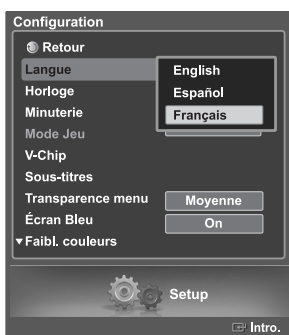 Configuration
Retour
Langue
English
Horloge
Español
Minuterie
Français
Mode Jeu
V-Chip
Sous-titres
Transparence menu Moyenne
Écran Bleu On
▼Faibl. couleurs
Setup
Intro.